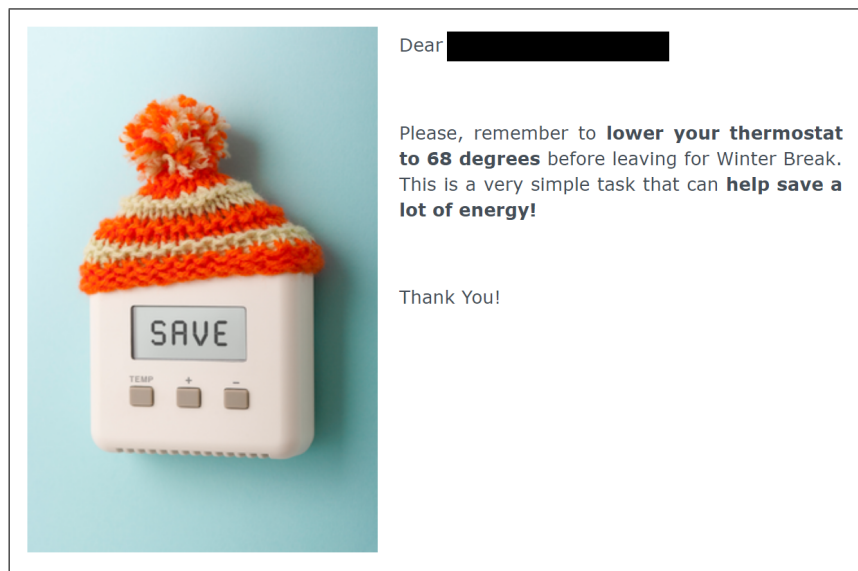 Dear
Please, remember to lower your thermostat
to 68 degrees before leaving for Winter Break.
This is a very simple task that can help save a
lot of energy!
Thank You!
SAVE
TEMP + −